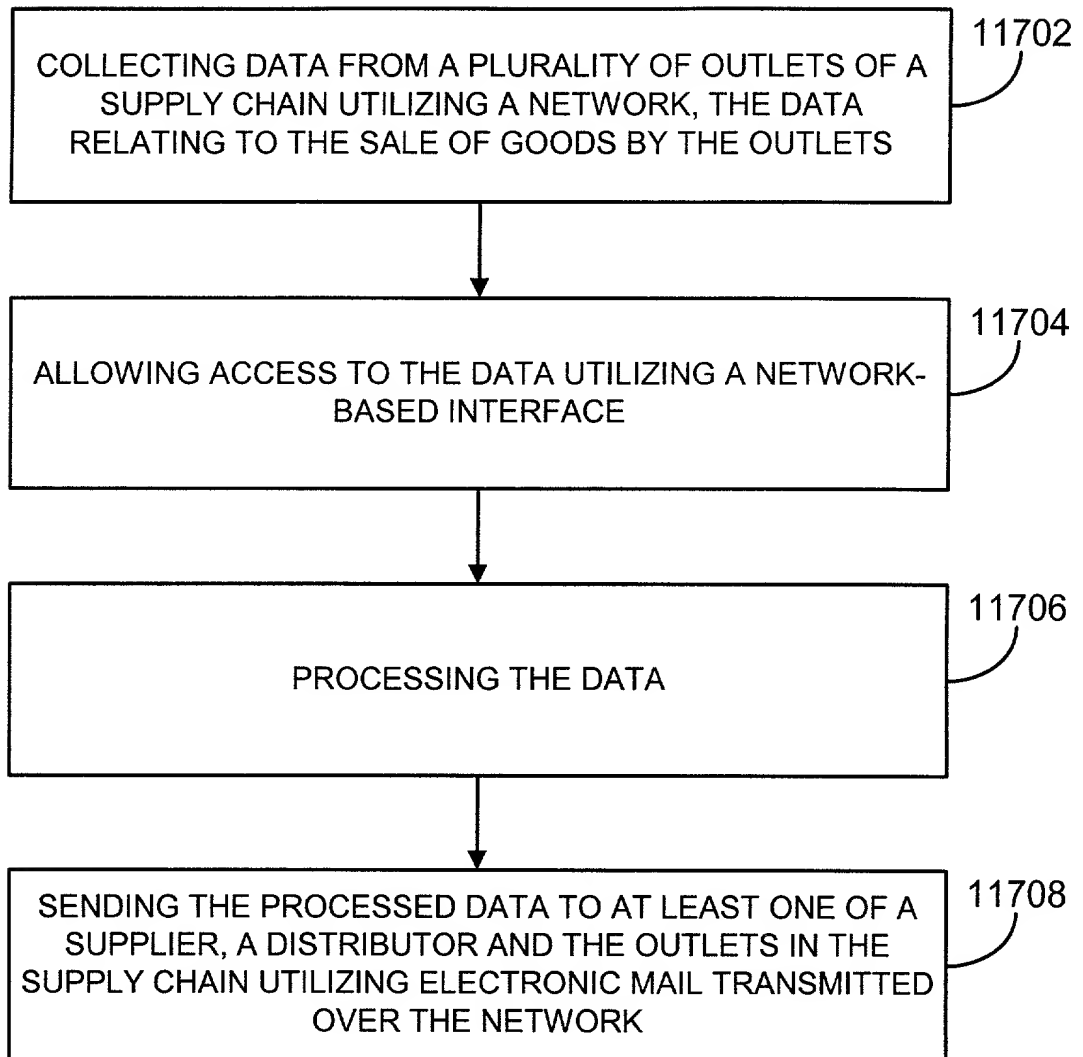 11702
COLLECTING DATA FROM A PLURALITY OF OUTLETS OF A
SUPPLY CHAIN UTILIZING A NETWORK, THE DATA
RELATING TO THE SALE OF GOODS BY THE OUTLETS
11704
ALLOWING ACCESS TO THE DATA UTILIZING A NETWORK-
BASED INTERFACE
11706
PROCESSING THE DATA
11708
SENDING THE PROCESSED DATA TO AT LEAST ONE OF A
SUPPLIER, A DISTRIBUTOR AND THE OUTLETS IN THE
SUPPLY CHAIN UTILIZING ELECTRONIC MAIL TRANSMITTED
OVER THE NETWORK